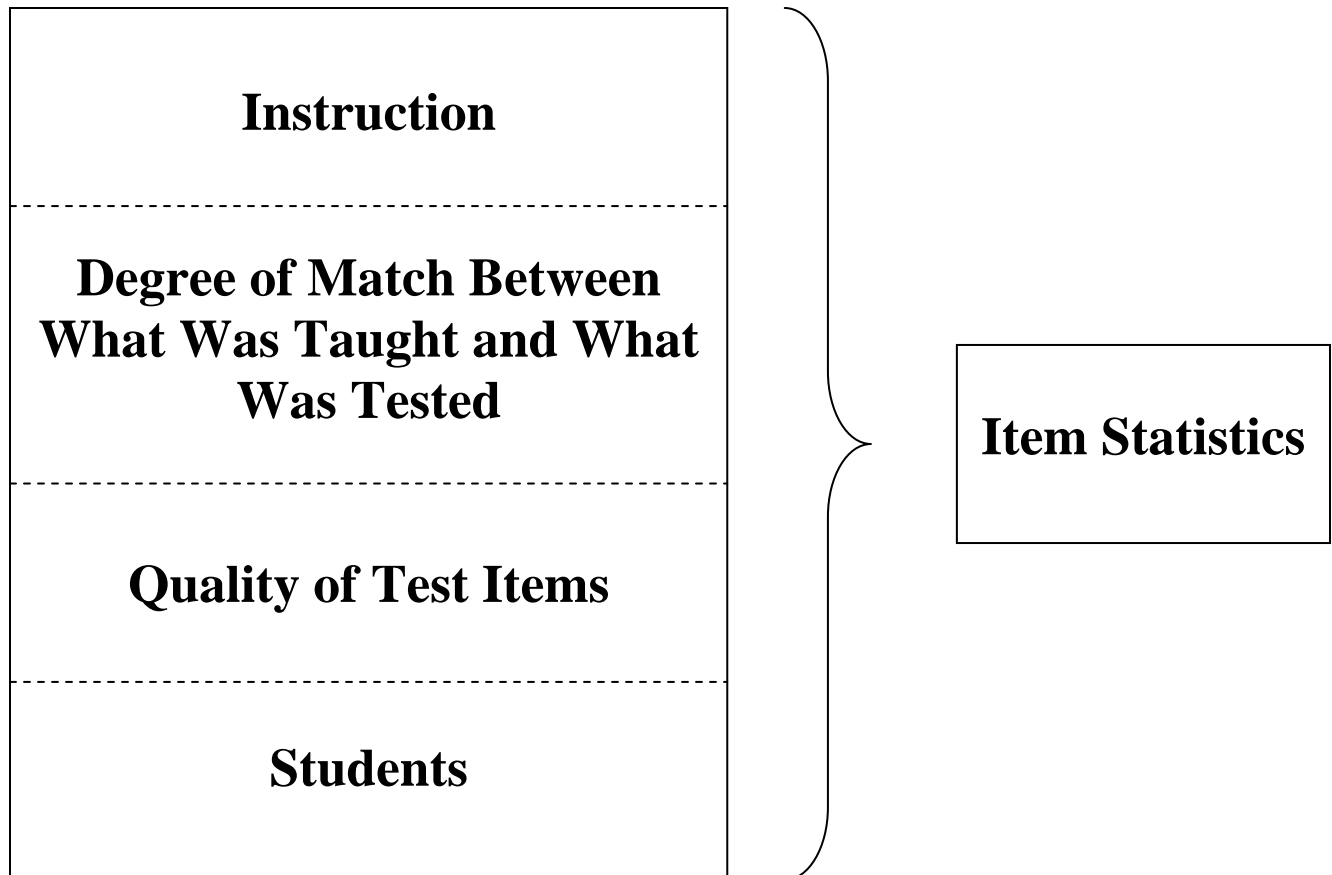 Instruction
Degree of Match Between
What Was Taught and What
Was Tested
Quality of Test Items
Students
Item Statistics